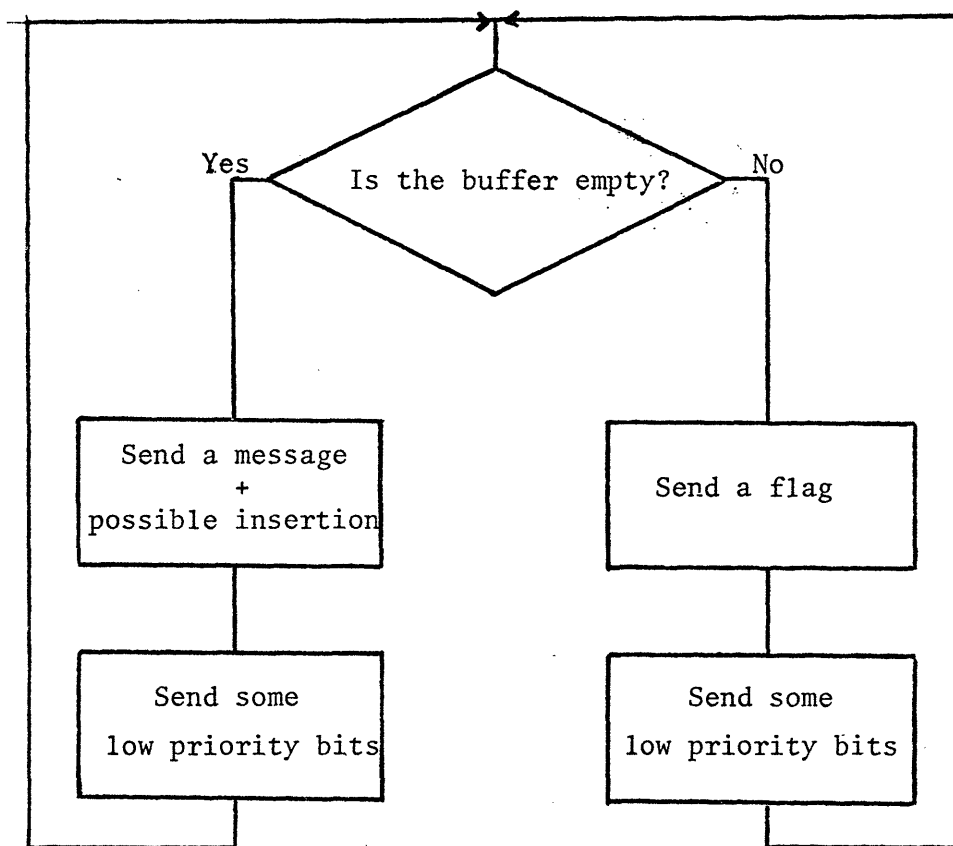 Is the buffer empty?
Yes
No
Send a message
+
possible insertion
Send a flag
Send some
low priority bits
Send some
low priority bits